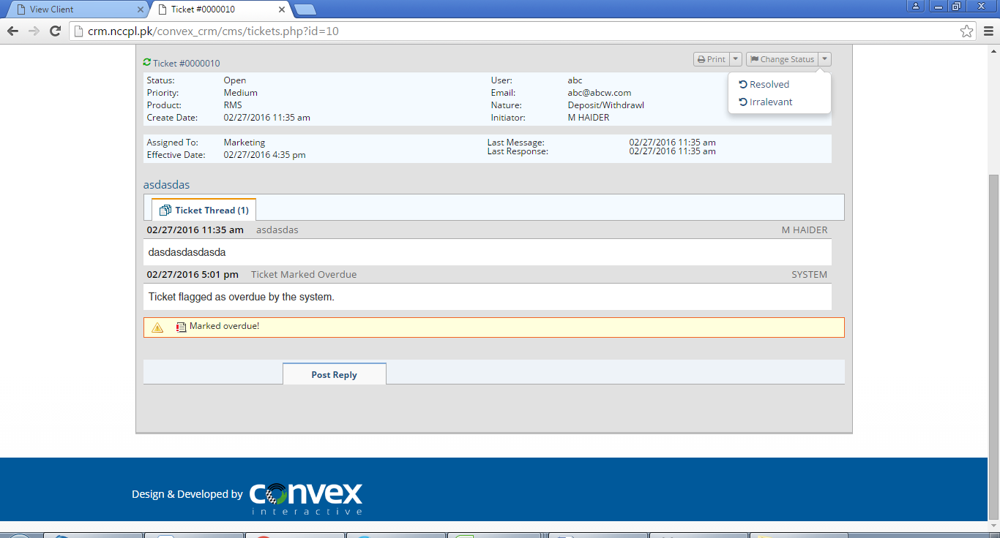 View Client
Ticket #0000010
crm.nccpl.pk/convex_crm/cms/tickets.php?id=10
Ticket #0000010
Print
Change Status
Resolved
Irralevant
Status: Open User: abc
Priority: Medium Email: abc@abcw.com
Product: RMS Nature: Deposit/Withdrawl
Create Date: 02/27/2016 11:35 am Initiator: M HAIDER
Assigned To: Marketing Last Message: 02/27/2016 11:35 am
Effective Date: 02/27/2016 4:35 pm Last Response: 02/27/2016 11:35 am
asdasdas
Ticket Thread (1)
02/27/2016 11:35 am asdasdas M HAIDER
dasdasdasdasda
02/27/2016 5:01 pm Ticket Marked Overdue SYSTEM
Ticket flagged as overdue by the system.
Marked overdue!
Post Reply
Design & Developed by convex
interactive